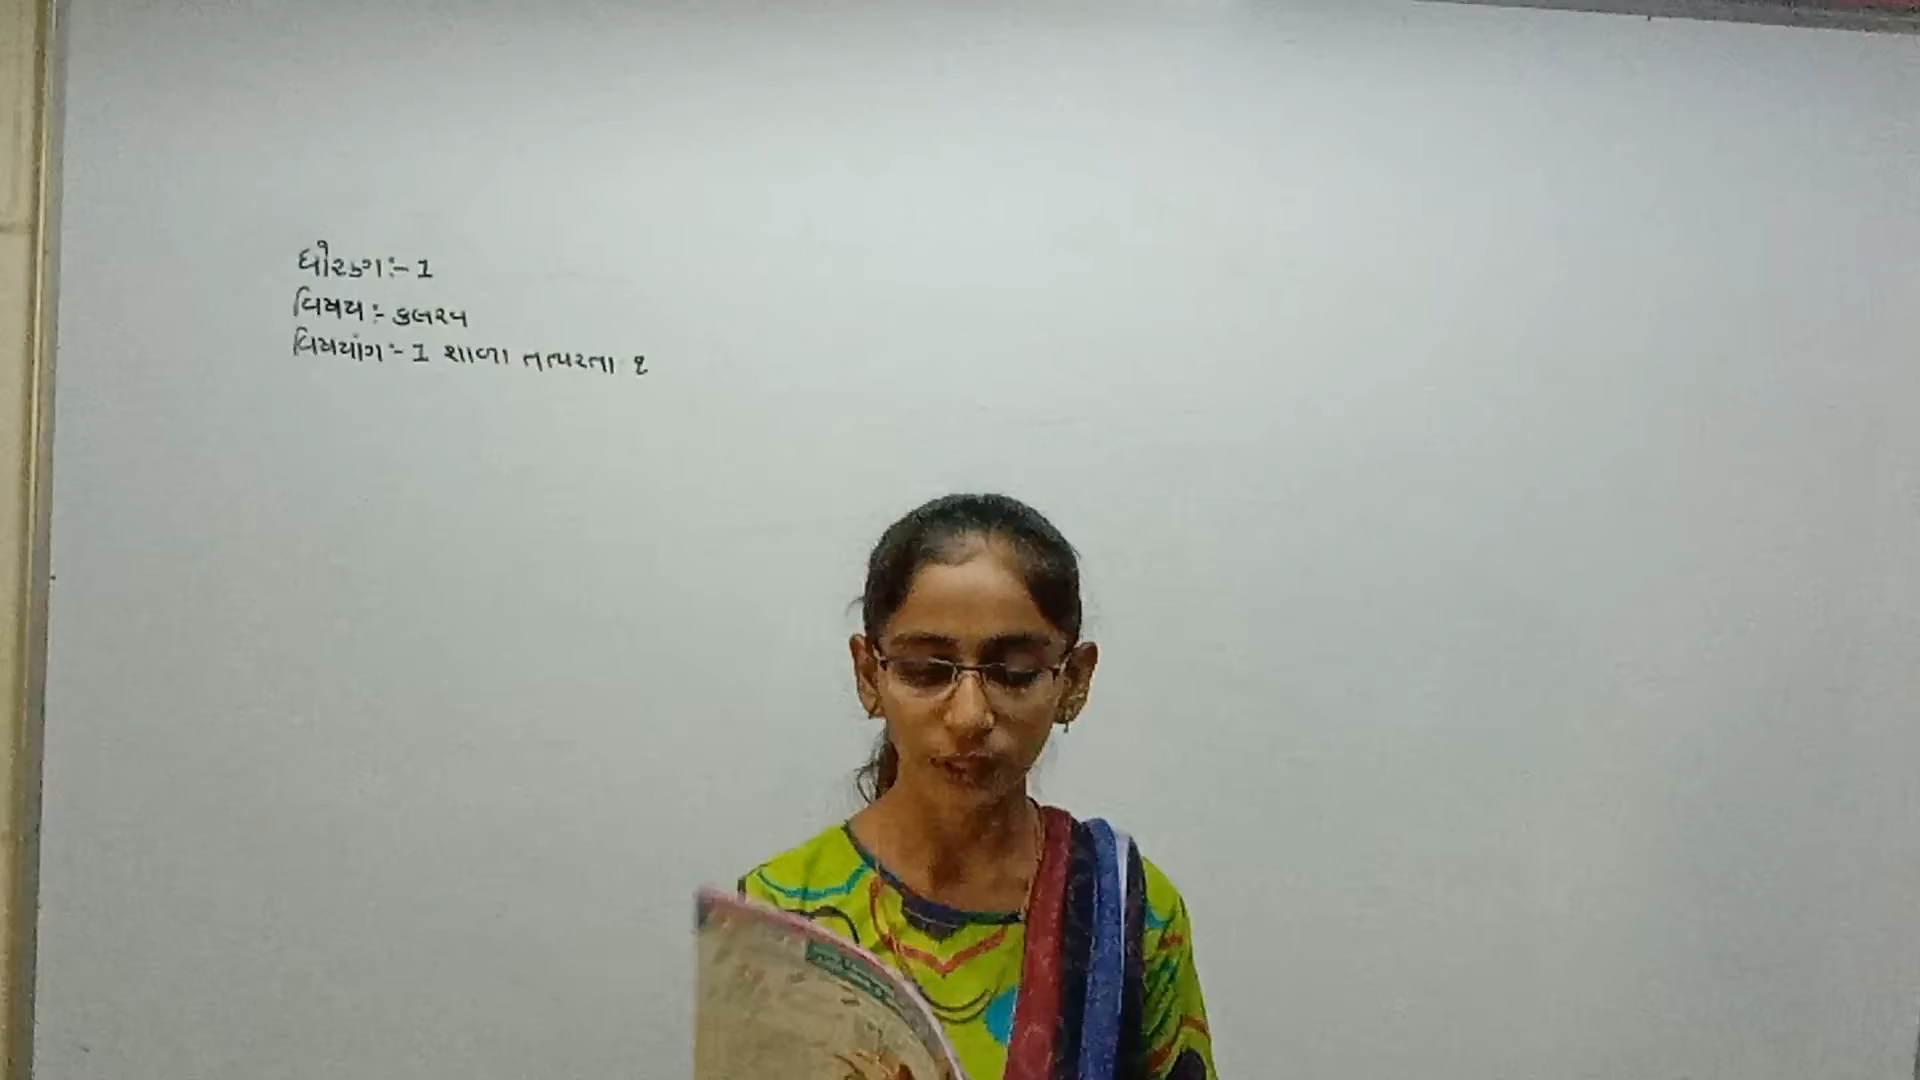 ધોરણ:- 1
વિષય:- કલરવ
વિષયાંગ:- 1 શાળા તત્પરતા ૧